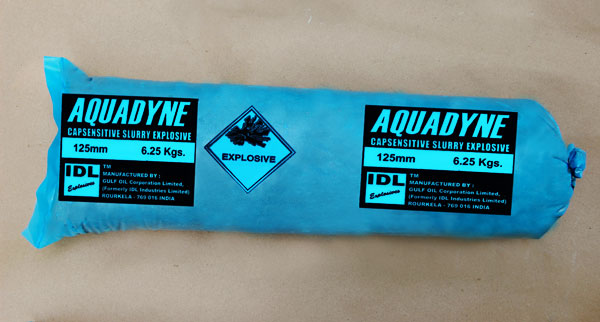 AQUADYNE
CAPSENSITIVE SLURRY EXPLOSIVE
125mm 6.25 Kgs.
IDL
Explosives
TM
MANUFACTURED BY :
GULF OIL Corporation Limited,
(Formerly IDL Industries Limited)
ROURKELA - 769 016 INDIA
EXPLOSIVE
AQUADYNE
CAPSENSITIVE SLURRY EXPLOSIVE
125mm 6.25 Kgs.
IDL
Explosives
TM
MANUFACTURED BY :
GULF OIL Corporation Limited,
(Formerly IDL Industries Limited)
ROURKELA - 769 016 INDIA